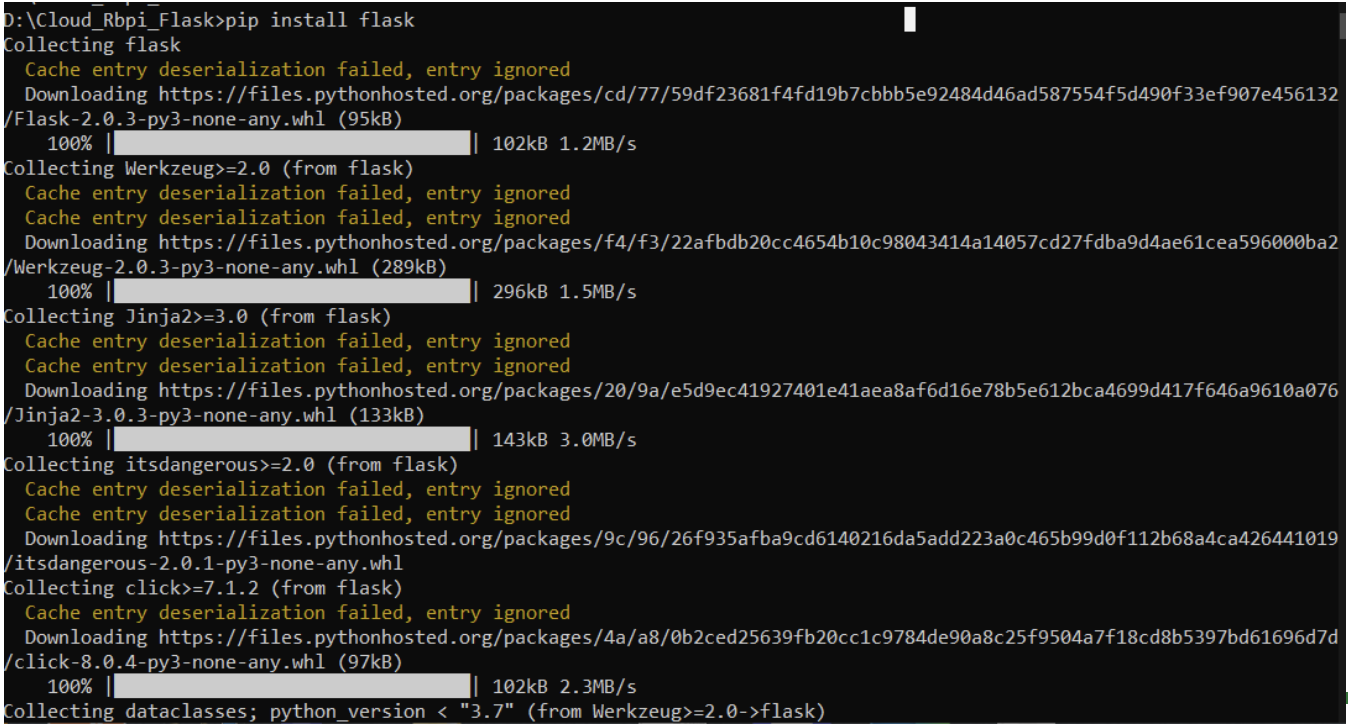 D:\Cloud_Rbpi_Flask>pip install flask
Collecting flask
  Cache entry deserialization failed, entry ignored
  Downloading https://files.pythonhosted.org/packages/cd/77/59df23681f4fd19b7cbbb5e92484d46ad587554f5d490f33ef907e456132
/Flask-2.0.3-py3-none-any.whl (95kB)
    100% |████████████████████████████████| 102kB 1.2MB/s
Collecting Werkzeug>=2.0 (from flask)
  Cache entry deserialization failed, entry ignored
  Cache entry deserialization failed, entry ignored
  Downloading https://files.pythonhosted.org/packages/f4/f3/22afbdb20cc4654b10c98043414a14057cd27fdba9d4ae61cea596000ba2
/Werkzeug-2.0.3-py3-none-any.whl (289kB)
    100% |████████████████████████████████| 296kB 1.5MB/s
Collecting Jinja2>=3.0 (from flask)
  Cache entry deserialization failed, entry ignored
  Cache entry deserialization failed, entry ignored
  Downloading https://files.pythonhosted.org/packages/20/9a/e5d9ec41927401e41aea8af6d16e78b5e612bca4699d417f646a9610a076
/Jinja2-3.0.3-py3-none-any.whl (133kB)
    100% |████████████████████████████████| 143kB 3.0MB/s
Collecting itsdangerous>=2.0 (from flask)
  Cache entry deserialization failed, entry ignored
  Cache entry deserialization failed, entry ignored
  Downloading https://files.pythonhosted.org/packages/9c/96/26f935afba9cd6140216da5add223a0c465b99d0f112b68a4ca426441019
/itsdangerous-2.0.1-py3-none-any.whl
Collecting click>=7.1.2 (from flask)
  Cache entry deserialization failed, entry ignored
  Downloading https://files.pythonhosted.org/packages/4a/a8/0b2ced25639fb20cc1c9784de90a8c25f9504a7f18cd8b5397bd61696d7d
/click-8.0.4-py3-none-any.whl (97kB)
    100% |████████████████████████████████| 102kB 2.3MB/s
Collecting dataclasses; python_version < "3.7" (from Werkzeug>=2.0->flask)